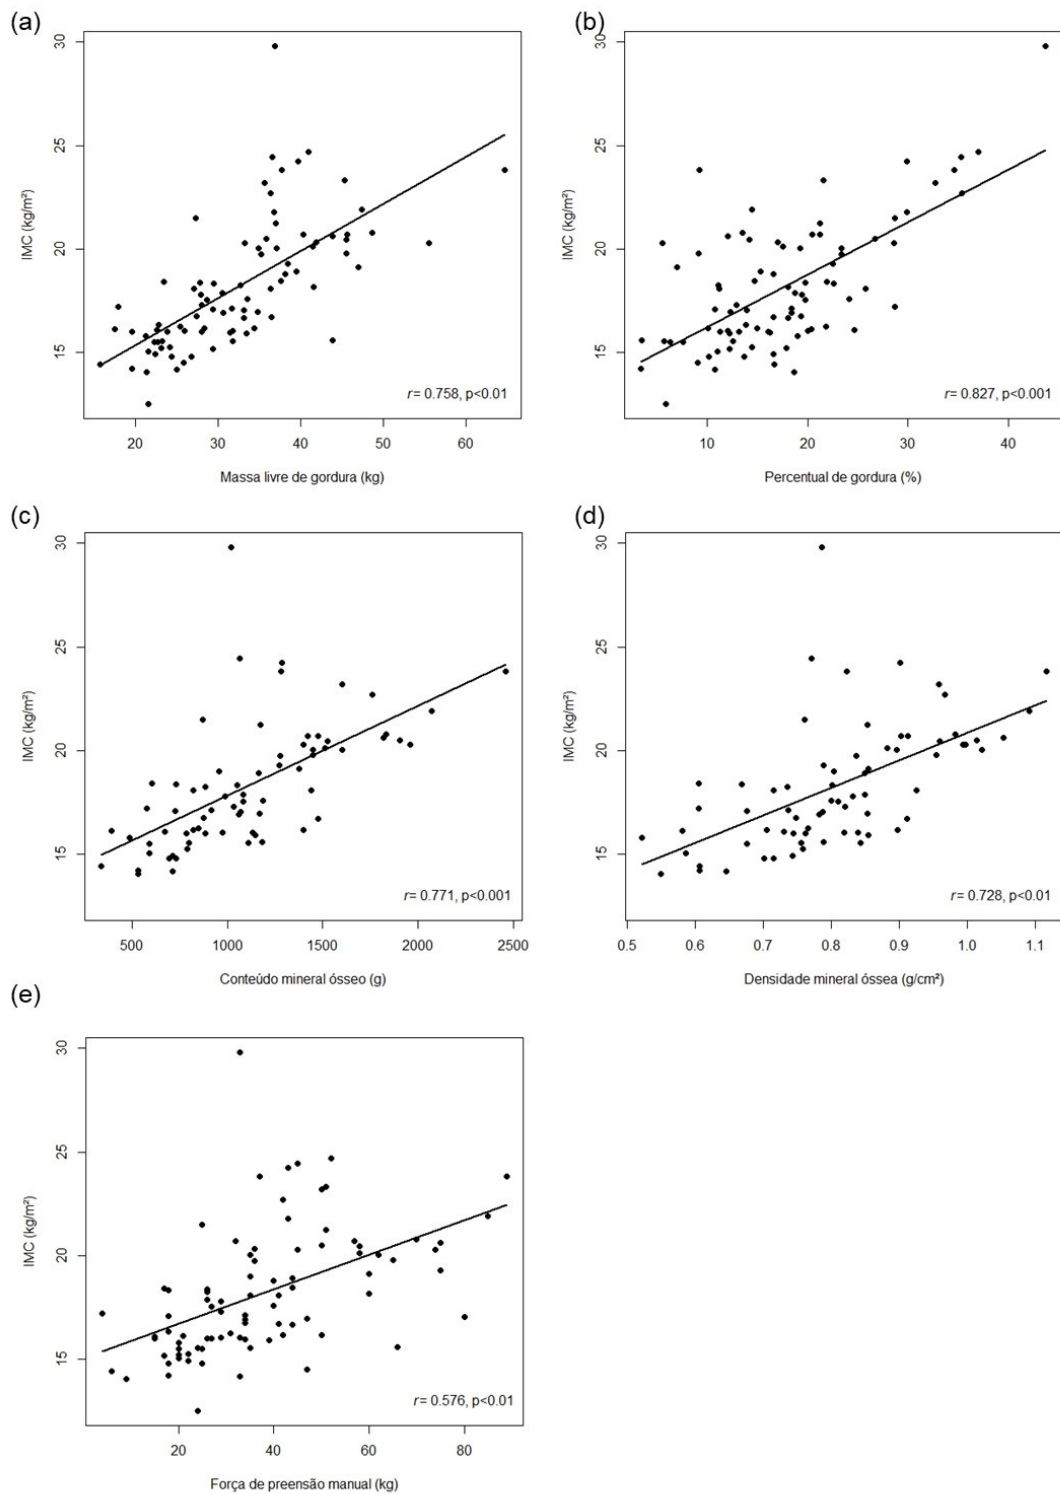 (a)
30
25
20
15
IMC (kg/m²)
r= 0.758, p<0.01
20 30 40 50 60
Massa livre de gordura (kg)
(b)
30
25
20
15
IMC (kg/m²)
r= 0.827, p<0.001
10 20 30 40
Percentual de gordura (%)
(c)
30
25
20
15
IMC (kg/m²)
r= 0.771, p<0.001
500 1000 1500 2000 2500
Conteúdo mineral ósseo (g)
(d)
30
25
20
15
IMC (kg/m²)
r= 0.728, p<0.01
0.5 0.6 0.7 0.8 0.9 1.0 1.1
Densidade mineral óssea (g/cm²)
(e)
30
25
20
15
IMC (kg/m²)
r= 0.576, p<0.01
20 40 60 80
Força de preensão manual (kg)